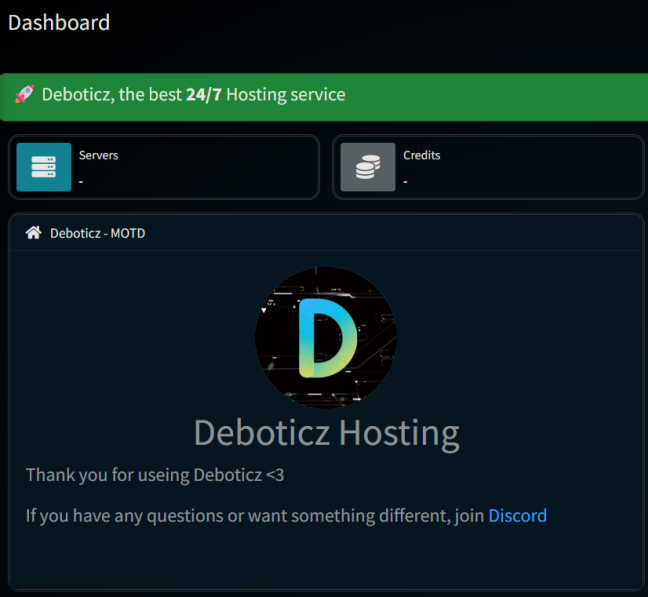 Dashboard
🚀 Deboticz, the best 24/7 Hosting service
Servers
-
Credits
-
Deboticz - MOTD
D
Deboticz Hosting
Thank you for useing Deboticz <3
If you have any questions or want something different, join Discord